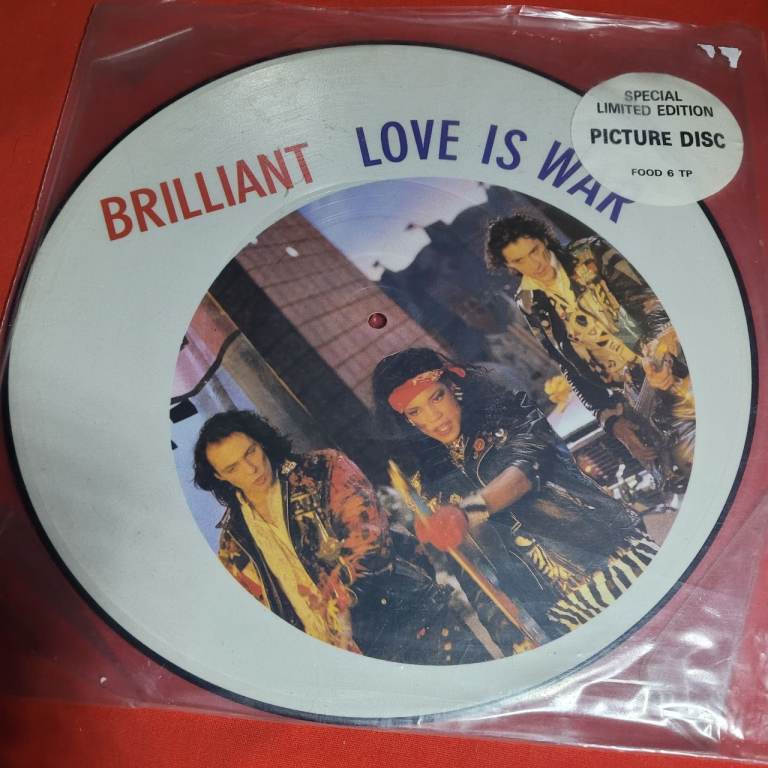 BRILLIANT LOVE IS WAR
SPECIAL
LIMITED EDITION
PICTURE DISC
FOOD 6 TP